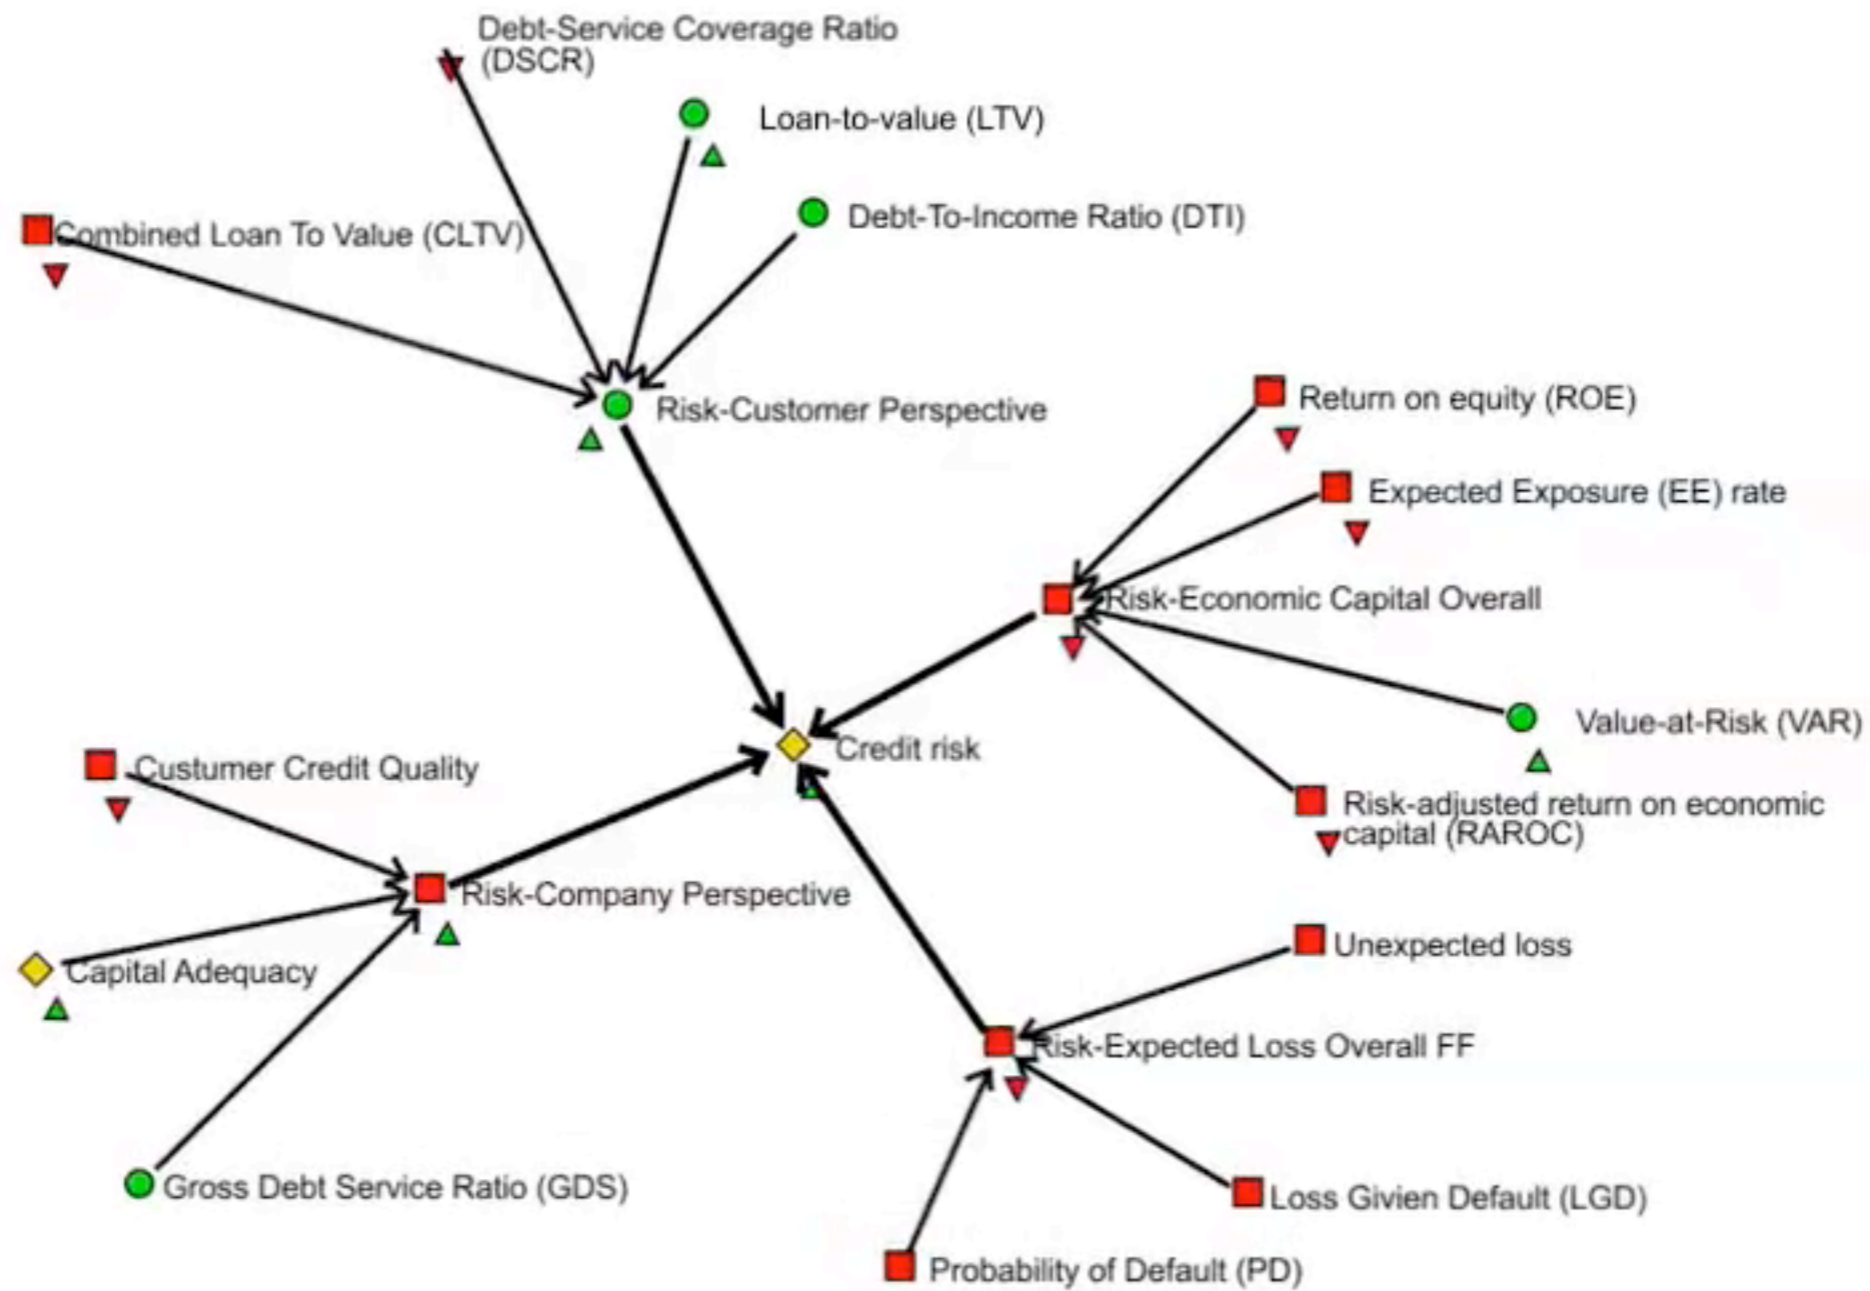 Debt-Service Coverage Ratio
(DSCR)
Loan-to-value (LTV)
Debt-To-Income Ratio (DTI)
Combined Loan To Value (CLTV)
Risk-Customer Perspective
Return on equity (ROE)
Expected Exposure (EE) rate
Risk-Economic Capital Overall
Value-at-Risk (VAR)
Credit risk
Custumer Credit Quality
Risk-adjusted return on economic
capital (RAROC)
Risk-Company Perspective
Unexpected loss
Capital Adequacy
Risk-Expected Loss Overall FF
Gross Debt Service Ratio (GDS)
Loss Givien Default (LGD)
Probability of Default (PD)